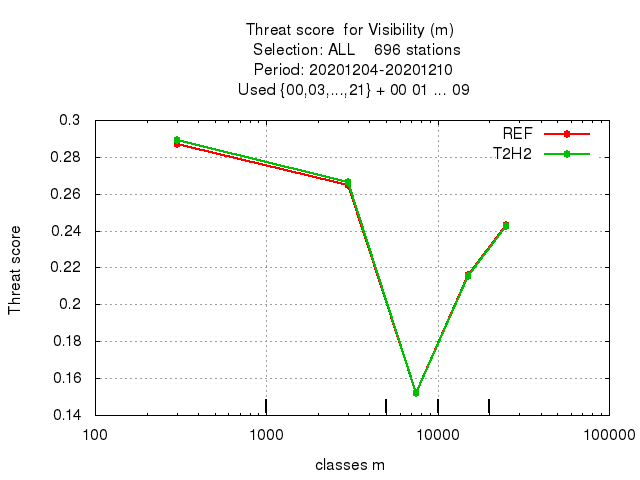 Threat score for Visibility (m)
Selection: ALL 696 stations
Period: 20201204-20201210
Used {00,03,...,21} + 00 01 ... 09
REF
T2H2
0.3
0.28
0.26
0.24
0.22
0.2
0.18
0.16
0.14
Threat score
100
1000
10000
100000
classes m